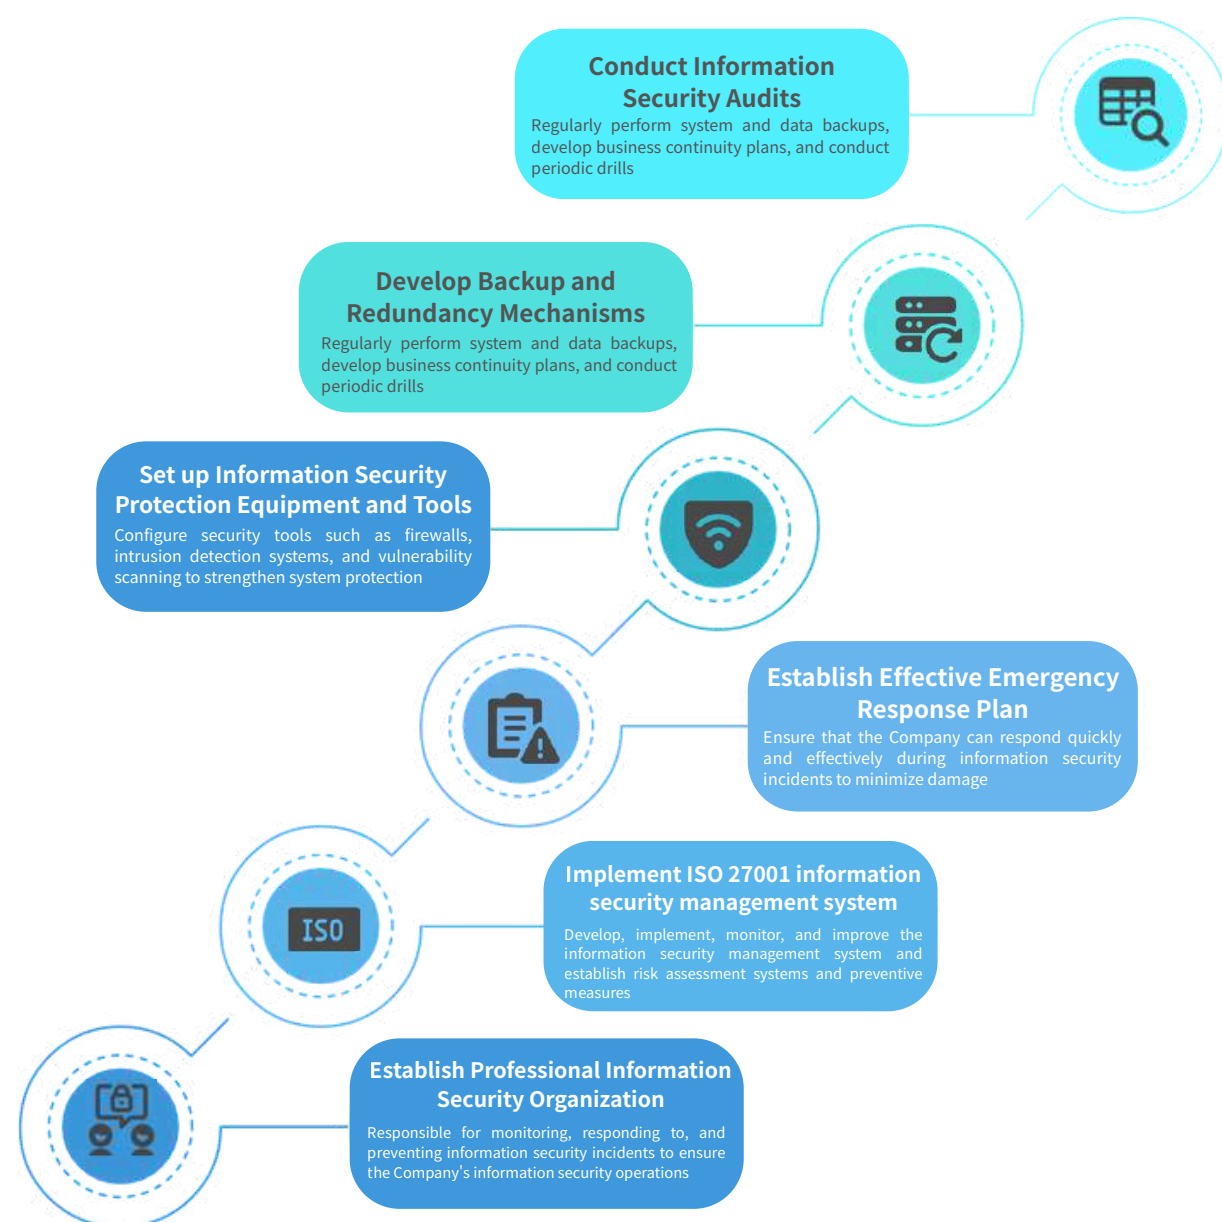 Conduct Information
Security Audits
Regularly perform system and data backups,
develop business continuity plans, and conduct
periodic drills
Develop Backup and
Redundancy Mechanisms
Regularly perform system and data backups,
develop business continuity plans, and conduct
periodic drills
Set up Information Security
Protection Equipment and Tools
Configure security tools such as firewalls,
intrusion detection systems, and vulnerability
scanning to strengthen system protection
Establish Effective Emergency
Response Plan
Ensure that the Company can respond quickly
and effectively during information security
incidents to minimize damage
ISO
Implement ISO 27001 information
security management system
Develop, implement, monitor, and improve the
information security management system and
establish risk assessment systems and preventive
measures
Establish Professional Information
Security Organization
Responsible for monitoring, responding to, and
preventing information security incidents to ensure
the Company's information security operations